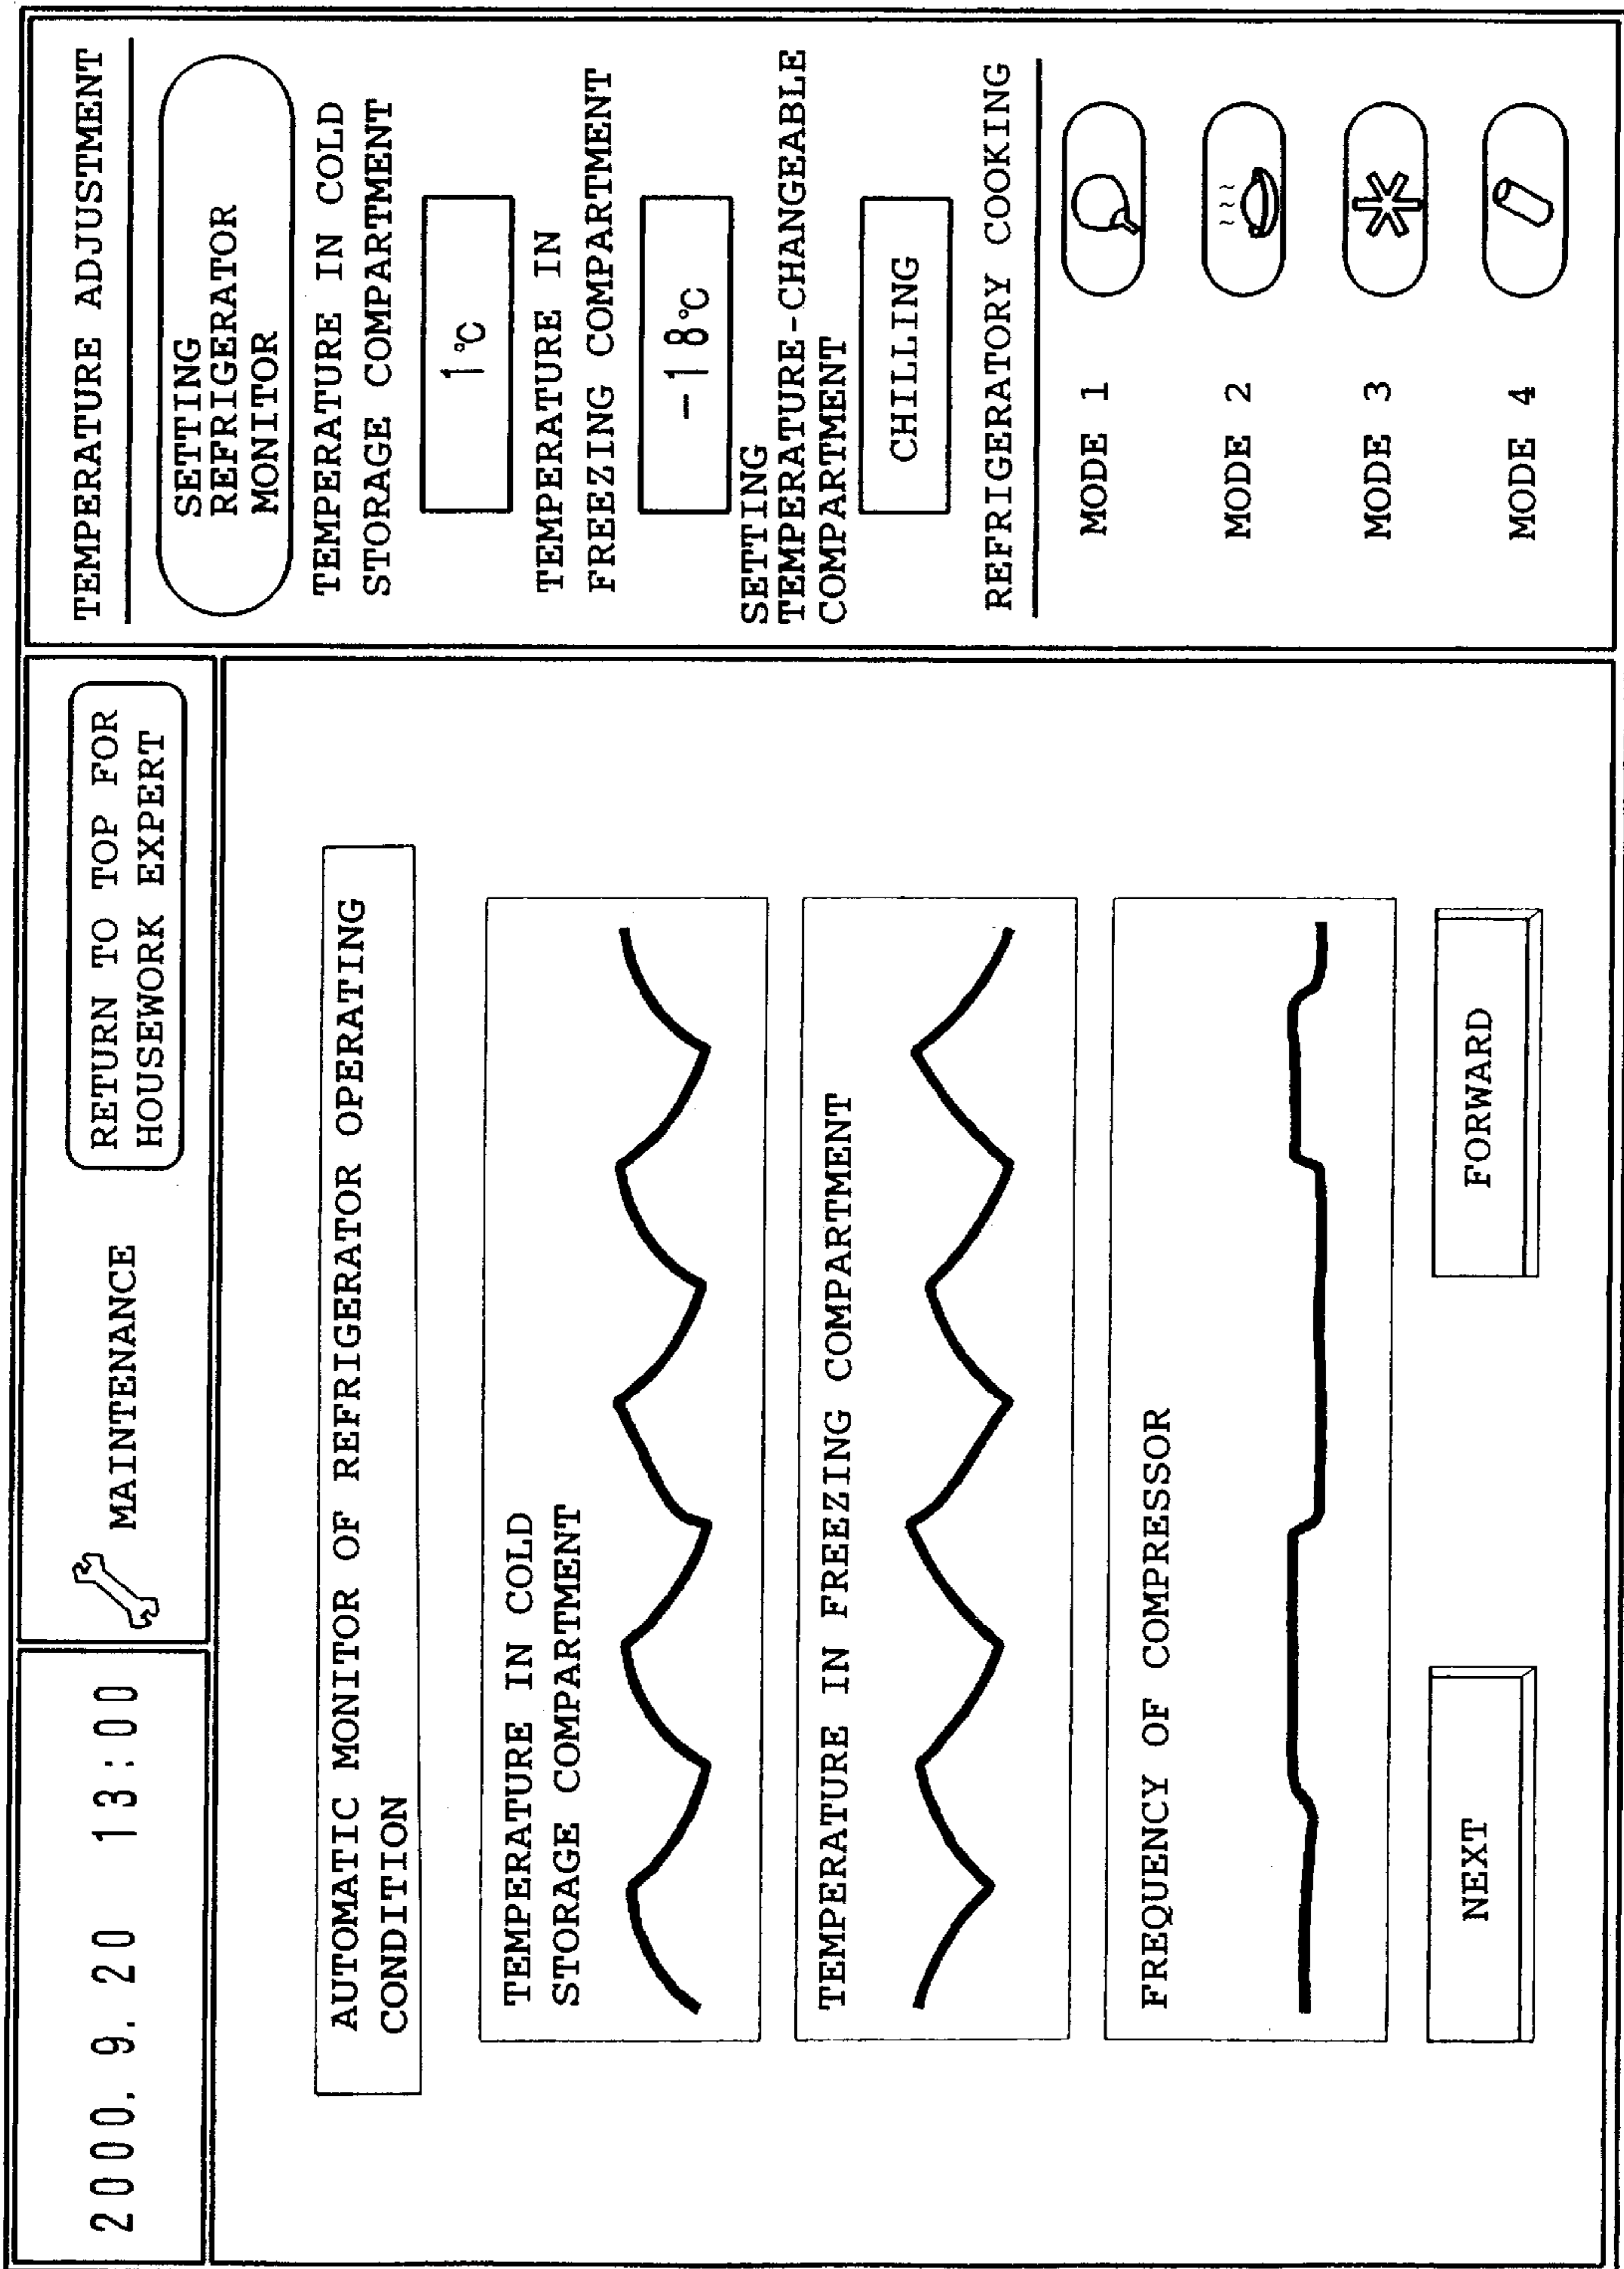 2000. 9. 20  13:00
MAINTENANCE
RETURN TO TOP FOR
HOUSEWORK EXPERT
AUTOMATIC MONITOR OF REFRIGERATOR OPERATING
CONDITION
TEMPERATURE IN COLD
STORAGE COMPARTMENT
TEMPERATURE IN FREEZING COMPARTMENT
FREQUENCY OF COMPRESSOR
NEXT
FORWARD
TEMPERATURE ADJUSTMENT
SETTING
REFRIGERATOR
MONITOR
TEMPERATURE IN COLD
STORAGE COMPARTMENT
1℃
TEMPERATURE IN
FREEZING COMPARTMENT
-18℃
SETTING
TEMPERATURE-CHANGEABLE
COMPARTMENT
CHILLING
REFRIGERATORY COOKING
MODE 1
MODE 2
MODE 3
MODE 4